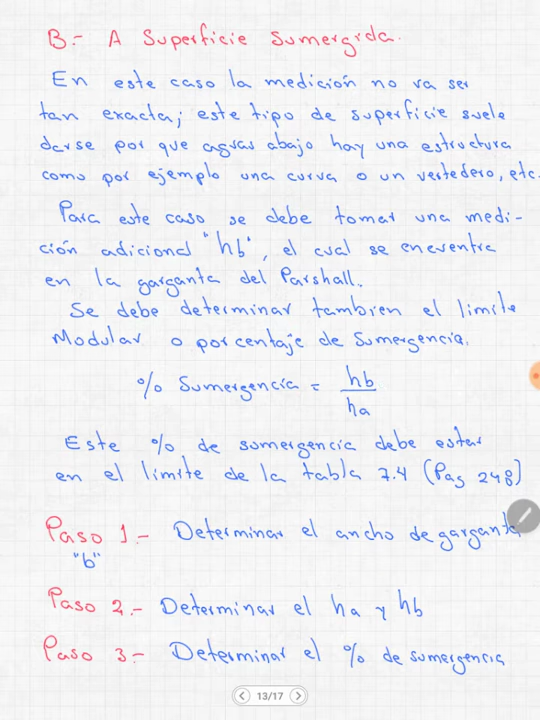 B.- A Superficie Sumergida.
En este caso la medición no va ser
tan exacta; este tipo de superficie suele
darse por que aguas abajo hay una estructura
como por ejemplo una curva o un vertedero, etc.
Para este caso se debe tomar una medi-
ción adicional "hb", el cual se encuentra
en la garganta del Parshall.
Se debe determinar tambien el limite
Modular o porcentaje de Sumergencia.
% Sumergencia = hb
ha
Este % de sumergencia debe estar
en el limite de la tabla 7.4 (Pag 248)
Paso 1.- Determinar el ancho de garganta
"b"
Paso 2.- Determinar el ha y hb
Paso 3.- Determinar el % de sumergencia
13/17